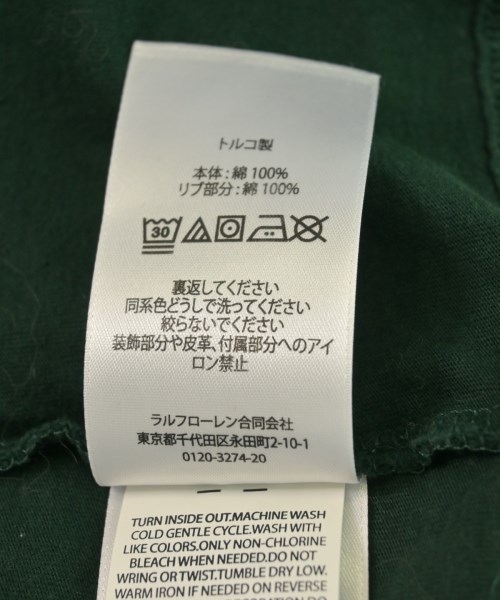 トルコ製
本体 : 綿 100%
リブ部分 : 綿 100%
30
裏返してください
同系色どうしで洗ってください
絞らないでください
装飾部分や皮革、付属部分へのアイ
ロン禁止
ラルフローレン合同会社
東京都千代田区永田町2-10-1
0120-3274-20
TURN INSIDE OUT.MACHINE WASH
COLD GENTLE CYCLE.WASH WITH
LIKE COLORS.ONLY NON-CHLORINE
BLEACH WHEN NEEDED.DO NOT
WRING OR TWIST.TUMBLE DRY LOW.
WARM IRON IF NEEDED ON REVERSE